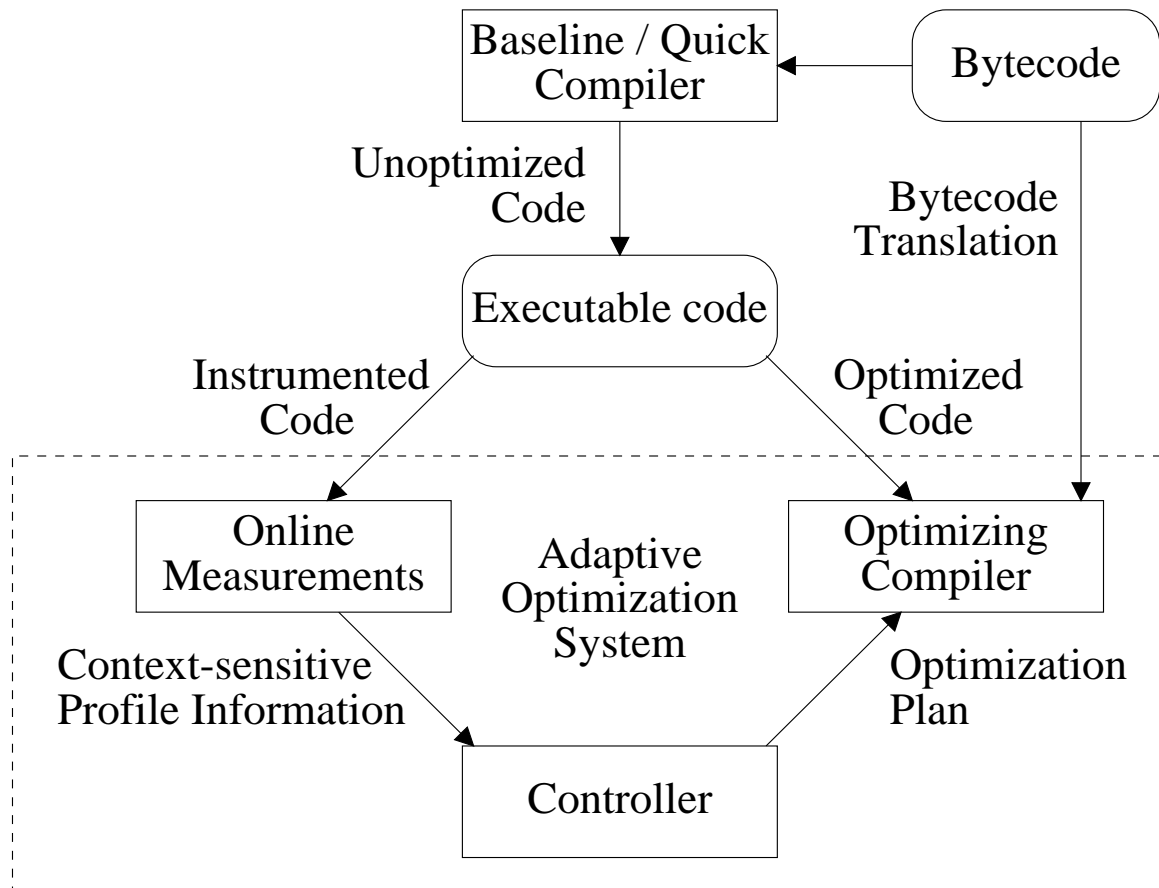 Baseline / Quick
Compiler
Bytecode
Unoptimized
Code
Bytecode
Translation
Executable code
Instrumented
Code
Optimized
Code
Online
Measurements
Adaptive
Optimization
System
Optimizing
Compiler
Context-sensitive
Profile Information
Optimization
Plan
Controller